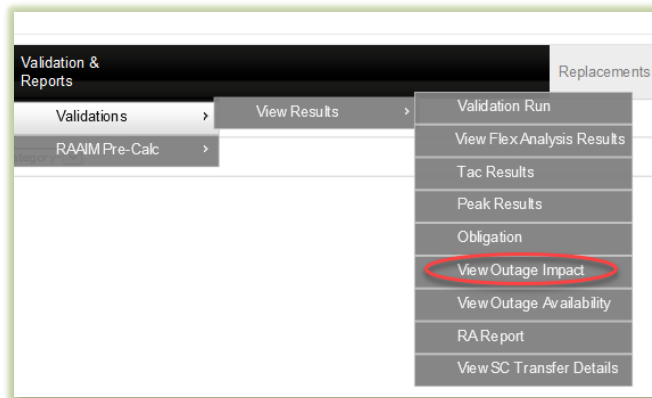 Validation &
Reports
Replacements
Validations >
View Results >
Validation Run
RAAIM Pre-Calc >
View Flex Analysis Results
Tac Results
Peak Results
Obligation
View Outage Impact
View Outage Availability
RA Report
View SC Transfer Details